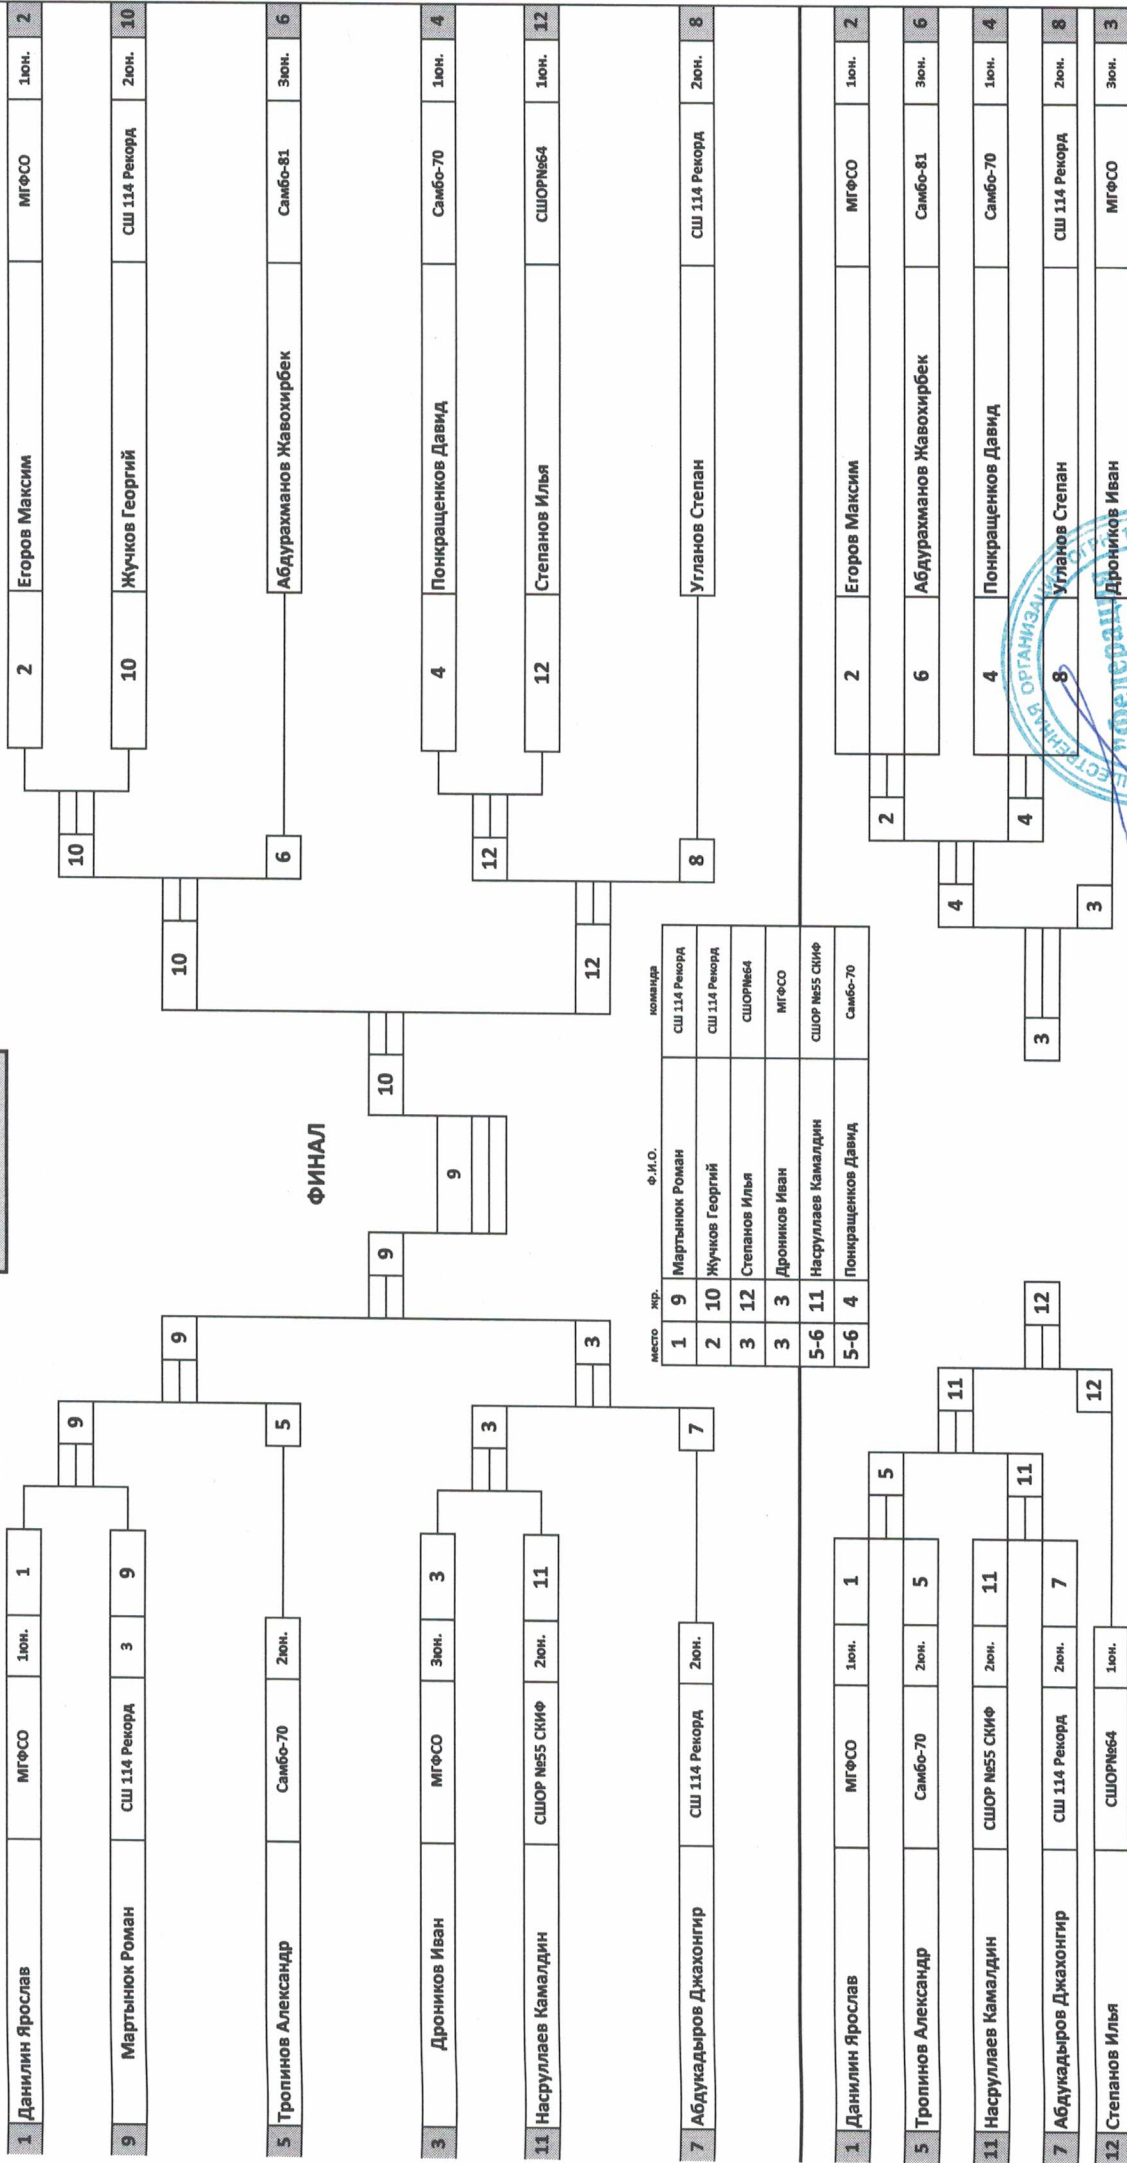 1 Данилин Ярослав МГФСО 1юн. 1
9 Мартынюк Роман СШ 114 Рекорд 3 9
9
5 Тропинов Александр Самбо-70 2юн.
5
9
3 Дроников Иван МГФСО 3юн. 3
11 Насруллаев Камалдин СШОР №55 СКИФ 2юн. 11
3
7 Абдукадыров Джахонгир СШ 114 Рекорд 2юн.
7
3
9
ФИНАЛ
9
10
2 Егоров Максим МГФСО 1юн. 2
10 Жучков Георгий СШ 114 Рекорд 2юн. 10
10
6 Абдурахманов Жавохирбек Самбо-81 3юн. 6
10
4 Понкращенков Давид Самбо-70 1юн. 4
12 Степанов Илья СШОР№64 1юн. 12
12
8 Угланов Степан СШ 114 Рекорд 2юн. 8
12
место жр. Ф.И.О. команда
1 9 Мартынюк Роман СШ 114 Рекорд
2 10 Жучков Георгий СШ 114 Рекорд
3 12 Степанов Илья СШОР№64
3 3 Дроников Иван МГФСО
5-6 11 Насруллаев Камалдин СШОР №55 СКИФ
5-6 4 Понкращенков Давид Самбо-70
1 Данилин Ярослав МГФСО 1юн. 1
5
5 Тропинов Александр Самбо-70 2юн. 5
11
11 Насруллаев Камалдин СШОР №55 СКИФ 2юн. 11
11
7 Абдукадыров Джахонгир СШ 114 Рекорд 2юн. 7
12 Степанов Илья СШОР№64 1юн.
12
12
2 Егоров Максим МГФСО 1юн. 2
2
6 Абдурахманов Жавохирбек Самбо-81 3юн. 6
4
4 Понкращенков Давид Самбо-70 1юн. 4
4
8 Угланов Степан СШ 114 Рекорд 2юн. 8
3
Дроников Иван МГФСО 3юн. 3
3
ОРГАНИЗАЦИЯ
"Федерация